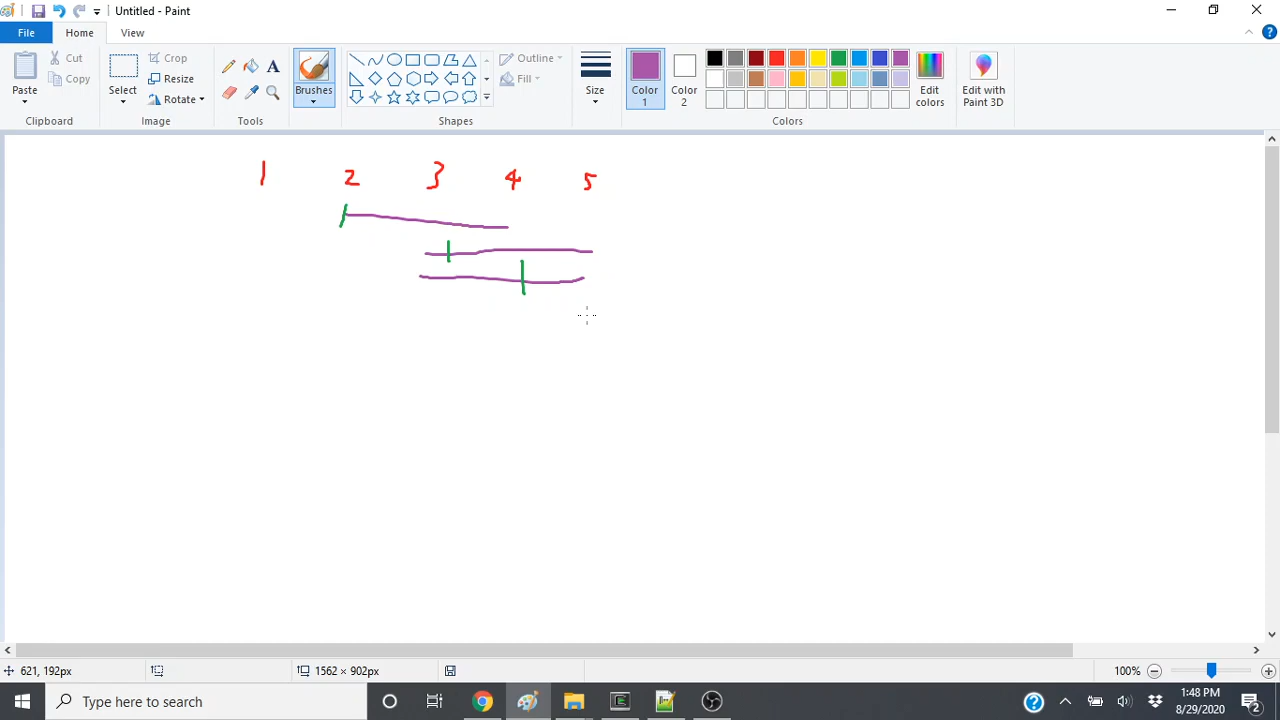 Untitled - Paint
File Home View
Paste
Cut
Copy
Clipboard
Select
Crop
Resize
Rotate
Image
A
Tools
Brushes
Shapes
Outline
Fill
Size
Color 1
Color 2
Edit colors
Colors
Edit with Paint 3D
1 2 3 4 5
621, 192px
1562 × 902px
100%
Type here to search
1:48 PM
8/29/2020
2